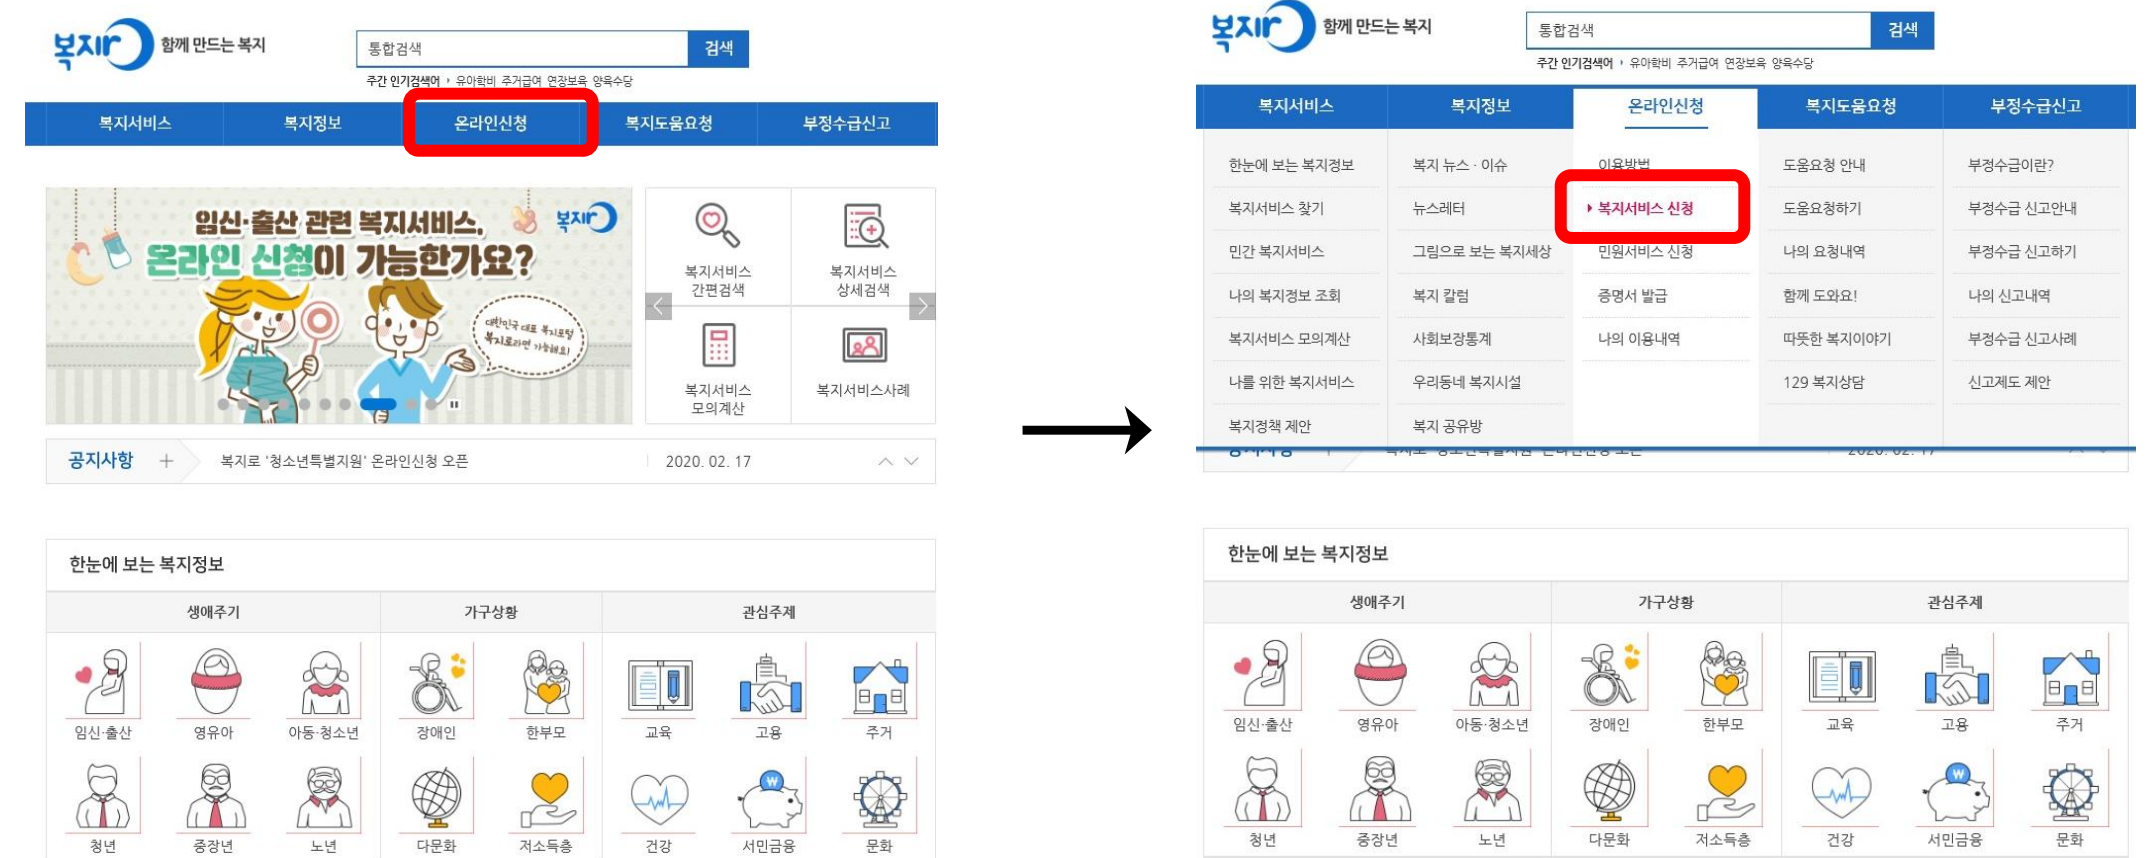 복지로 함께 만드는 복지
통합검색 검색
주간 인기검색어 유아학비 주거급여 연장보육 양육수당
복지서비스 복지정보 온라인신청 복지도움요청 부정수급신고
임신·출산 관련 복지서비스,
온라인 신청이 가능한가요?
복지로
대한민국 대표 복지포털
복지로라면 가능해요!
복지서비스
간편검색
복지서비스
상세검색
복지서비스
모의계산
복지서비스사례
공지사항 복지로 '청소년특별지원' 온라인신청 오픈 2020. 02. 17
한눈에 보는 복지정보
생애주기 가구상황 관심주제
임신·출산 영유아 아동·청소년 장애인 한부모 교육 고용 주거
청년 중장년 노년 다문화 저소득층 건강 서민금융 문화
복지로 함께 만드는 복지
통합검색 검색
주간 인기검색어 유아학비 주거급여 연장보육 양육수당
복지서비스 복지정보 온라인신청 복지도움요청 부정수급신고
한눈에 보는 복지정보 복지 뉴스 · 이슈 이용방법 도움요청 안내 부정수급이란?
복지서비스 찾기 뉴스레터 복지서비스 신청 도움요청하기 부정수급 신고안내
민간 복지서비스 그림으로 보는 복지세상 민원서비스 신청 나의 요청내역 부정수급 신고하기
나의 복지정보 조회 복지 칼럼 증명서 발급 함께 도와요! 나의 신고내역
복지서비스 모의계산 사회보장통계 나의 이용내역 따뜻한 복지이야기 부정수급 신고사례
나를 위한 복지서비스 우리동네 복지시설 129 복지상담 신고제도 제안
복지정책 제안 복지 공유방
한눈에 보는 복지정보
생애주기 가구상황 관심주제
임신·출산 영유아 아동·청소년 장애인 한부모 교육 고용 주거
청년 중장년 노년 다문화 저소득층 건강 서민금융 문화